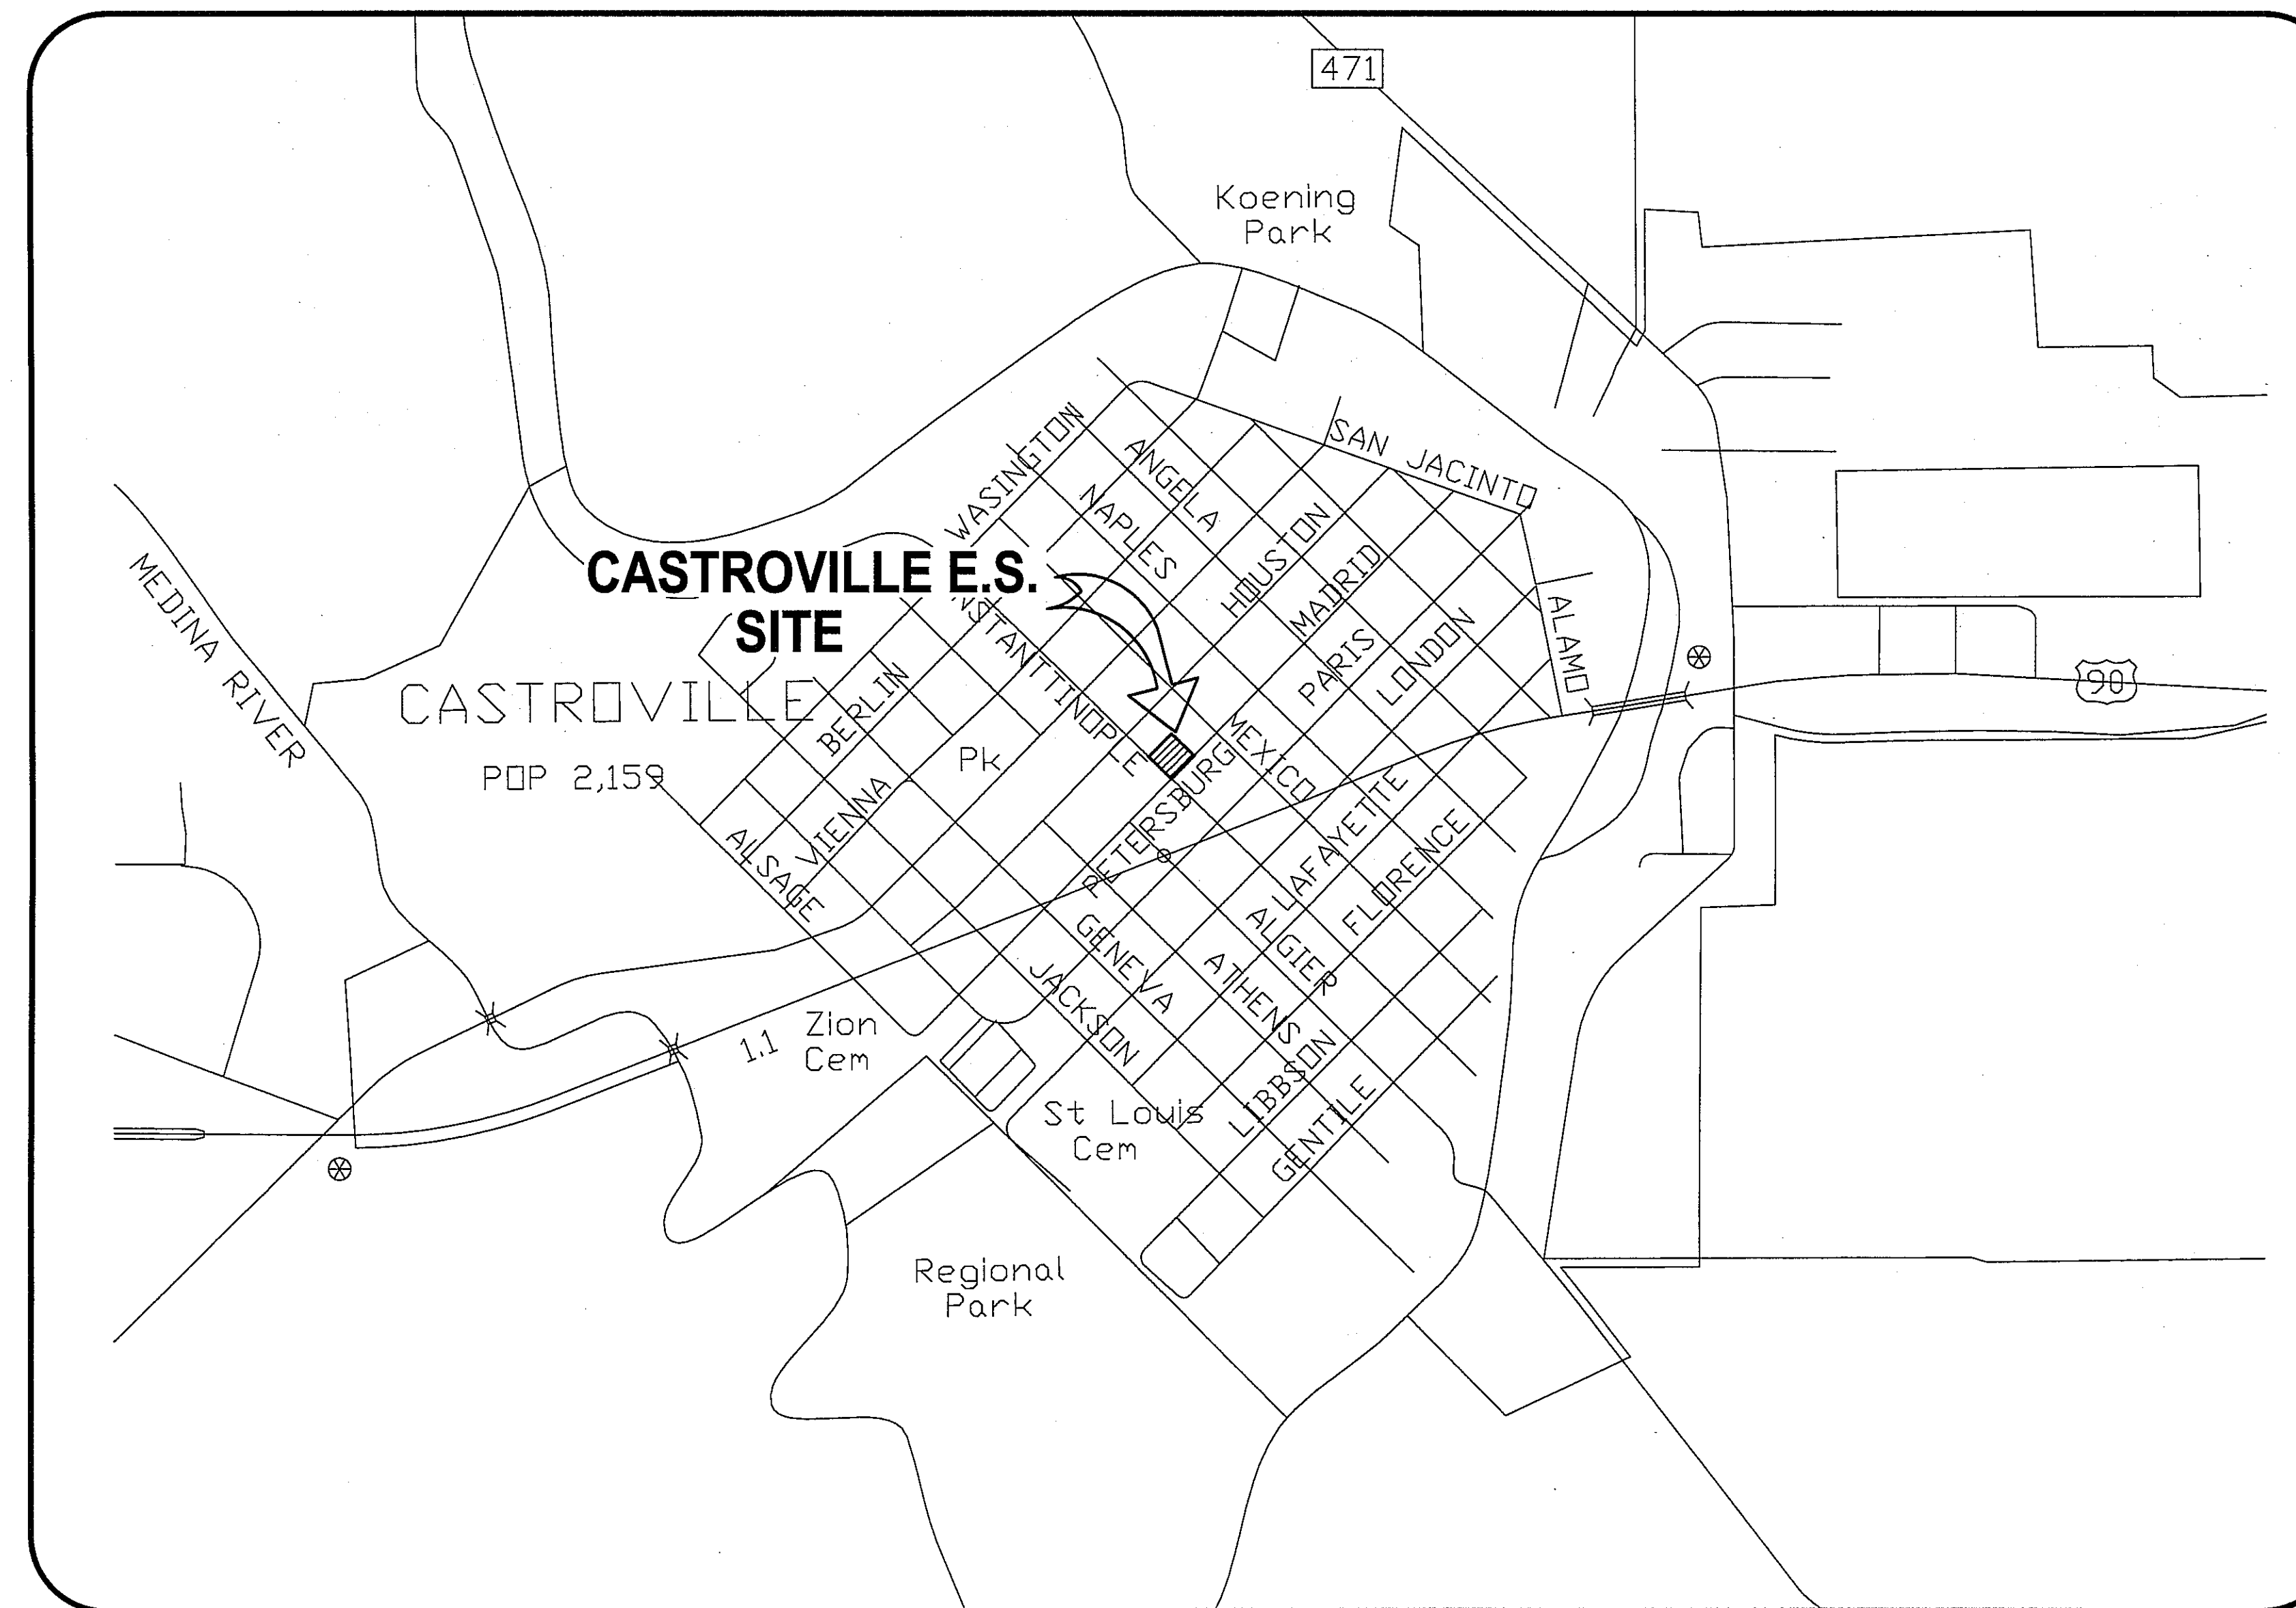 471
Koening
Park
SAN JACINTO
WASINGTON
ANGELA
NAPLES
HOUSTON
MADRID
MEDINA RIVER
CASTROVILLE E.S.
SITE
NSTANTTINOPLE
PARIS
LONDON
ALAMO
90
CASTROVILLE
BERLIN
POP 2,159
Pk
MEXICO
VIENNA
PETERSBURG
LAFAYETTE
ALSAGE
FLORENCE
ALGIER
GENEVA
ATHENS
JACKSON
1.1
Zion
Cem
LIBBSON
St Louis
Cem
GENTILE
Regional
Park